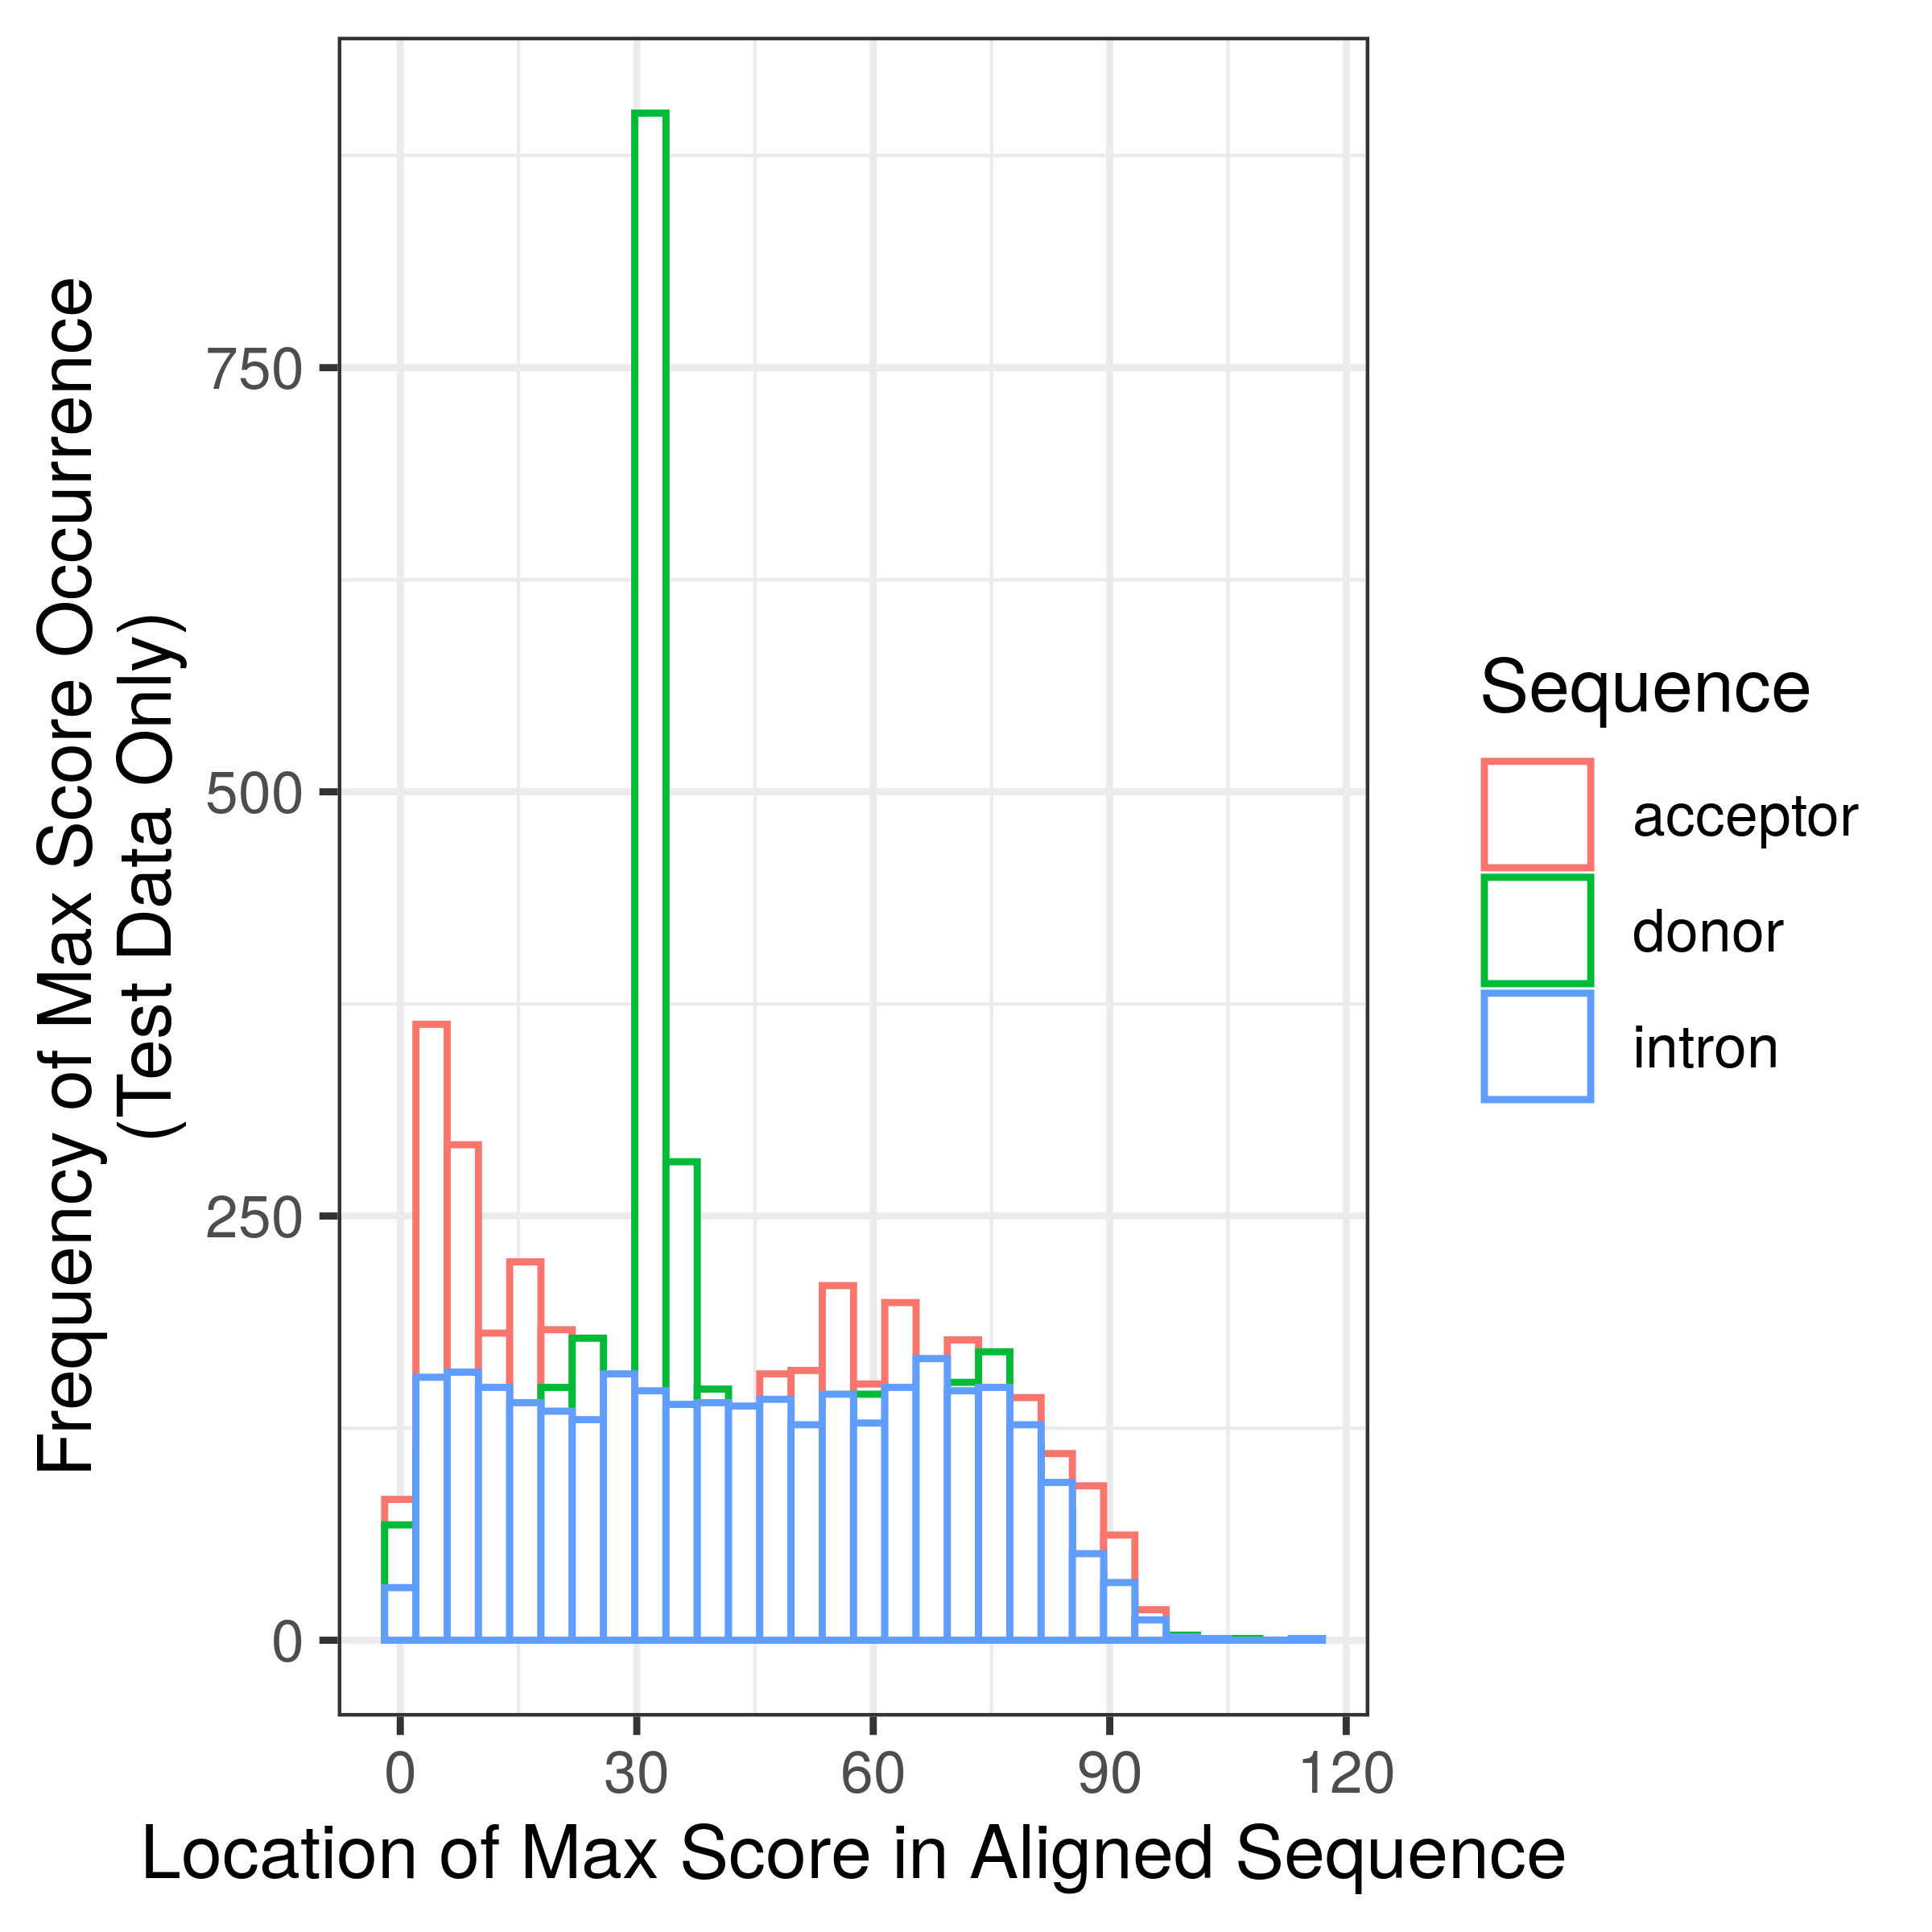 Frequency of Max Score Occurrence
(Test Data Only)
750
500
250
0
0 30 60 90 120
Location of Max Score in Aligned Sequence
Sequence
acceptor
donor
intron